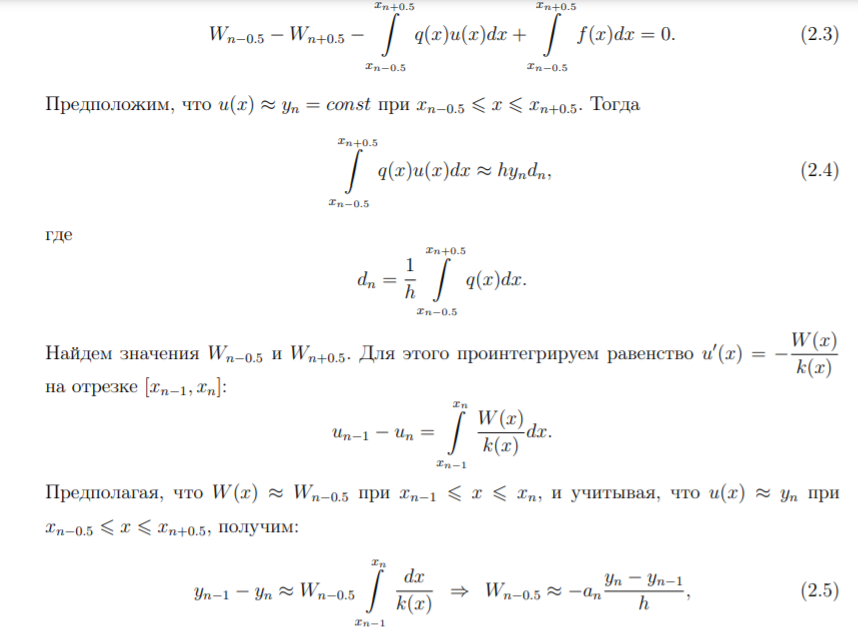 $$W_{n-0.5} - W_{n+0.5} - \int\limits_{x_{n-0.5}}^{x_{n+0.5}} q(x)u(x)dx + \int\limits_{x_{n-0.5}}^{x_{n+0.5}} f(x)dx = 0. \quad (2.3)$$
Предположим, что $u(x) \approx y_n = const$ при $x_{n-0.5} \leqslant x \leqslant x_{n+0.5}$. Тогда
$$\int\limits_{x_{n-0.5}}^{x_{n+0.5}} q(x)u(x)dx \approx hy_nd_n, \quad (2.4)$$
где
$$d_n = \frac{1}{h} \int\limits_{x_{n-0.5}}^{x_{n+0.5}} q(x)dx.$$
Найдем значения $W_{n-0.5}$ и $W_{n+0.5}$. Для этого проинтегрируем равенство $u'(x) = -\frac{W(x)}{k(x)}$
на отрезке $[x_{n-1}, x_n]$:
$$u_{n-1} - u_n = \int\limits_{x_{n-1}}^{x_n} \frac{W(x)}{k(x)}dx.$$
Предполагая, что $W(x) \approx W_{n-0.5}$ при $x_{n-1} \leqslant x \leqslant x_n$, и учитывая, что $u(x) \approx y_n$ при
$x_{n-0.5} \leqslant x \leqslant x_{n+0.5}$, получим:
$$y_{n-1} - y_n \approx W_{n-0.5} \int\limits_{x_{n-1}}^{x_n} \frac{dx}{k(x)} \Rightarrow W_{n-0.5} \approx -a_n \frac{y_n - y_{n-1}}{h}, \quad (2.5)$$